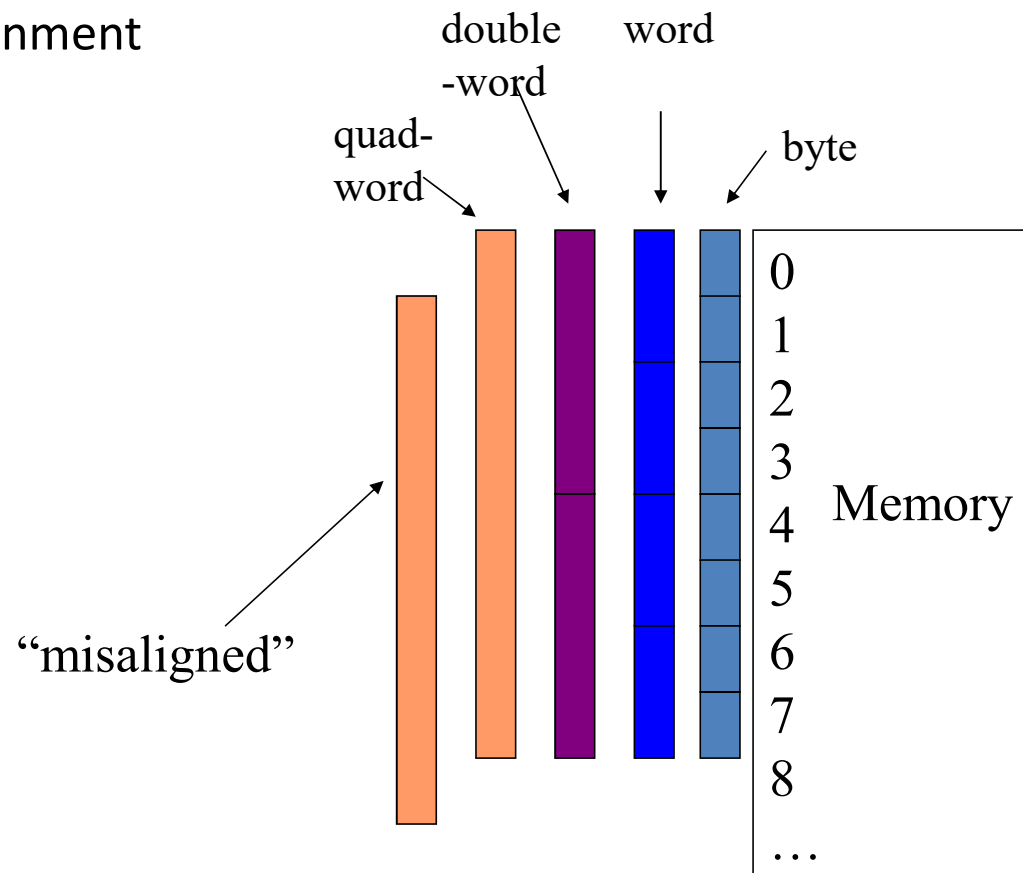 nment
double
-word
word
quad-
word
byte
0
1
2
3
4
5
6
7
8
…
Memory
“misaligned”